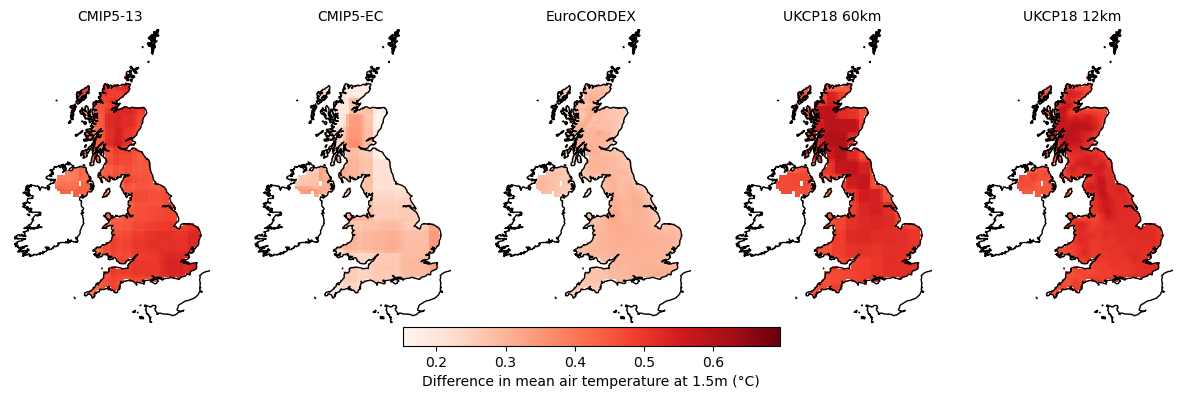 CMIP5-13
CMIP5-EC
EuroCORDEX
UKCP18 60km
UKCP18 12km
0.2
0.3
0.4
0.5
0.6
Difference in mean air temperature at 1.5m (°C)